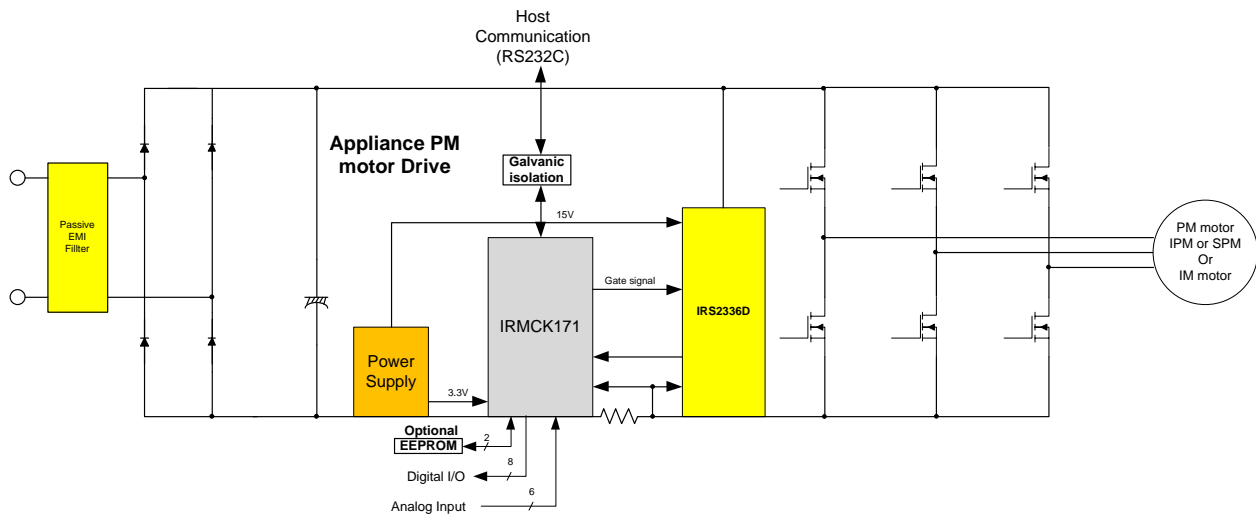 Host
Communication
(RS232C)
Appliance PM
motor Drive
Galvanic
isolation
Passive
EMI
Fillter
15V
PM motor
IPM or SPM
Or
IM motor
Gate signal
IRMCK171
IRS2336D
Power
Supply
3.3V
Optional
EEPROM
2
Digital I/O
8
Analog Input
6